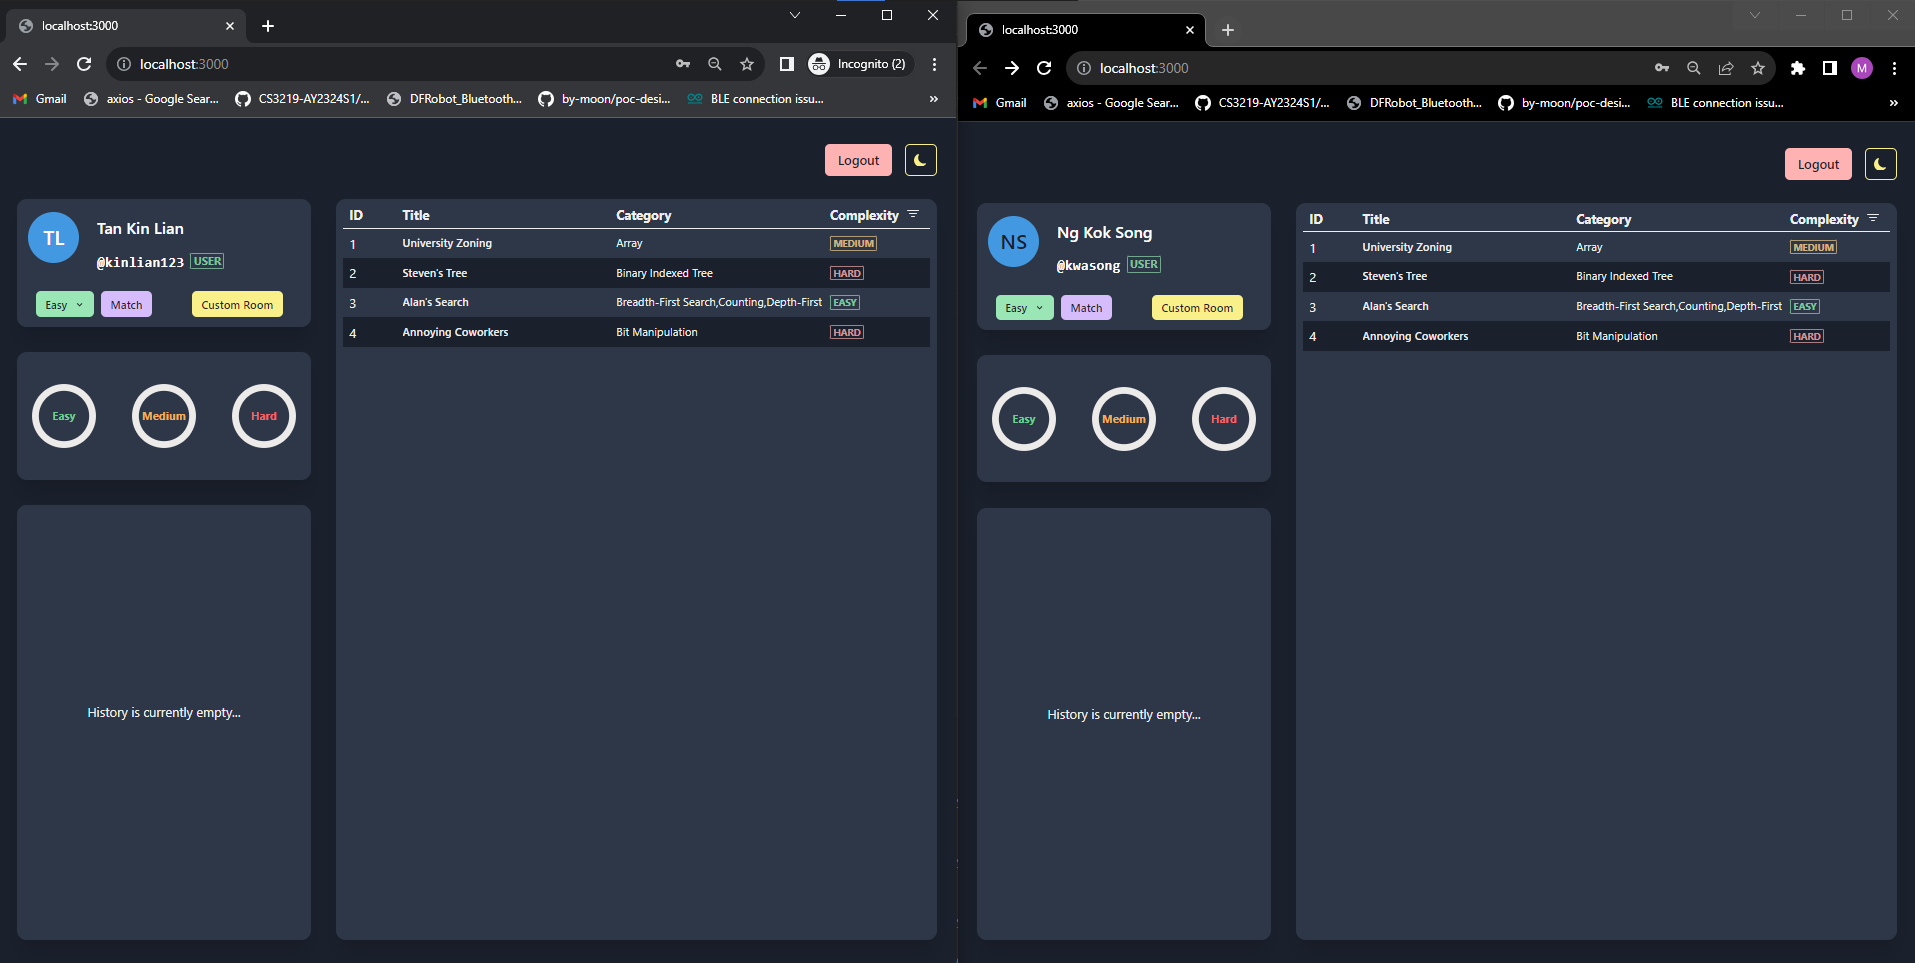 localhost:3000
localhost:3000
Incognito (2)
Gmail
axios - Google Sear...
CS3219-AY2324S1/...
DFRobot_Bluetooth...
by-moon/poc-desi...
BLE connection issu...
»
Logout
TL
Tan Kin Lian
@kinlian123 USER
Easy
Match
Custom Room
Easy
Medium
Hard
History is currently empty...
ID Title Category Complexity
1 University Zoning Array MEDIUM
2 Steven's Tree Binary Indexed Tree HARD
3 Alan's Search Breadth-First Search,Counting,Depth-First EASY
4 Annoying Coworkers Bit Manipulation HARD
localhost:3000
localhost:3000
M
Gmail
axios - Google Sear...
CS3219-AY2324S1/...
DFRobot_Bluetooth...
by-moon/poc-desi...
BLE connection issu...
»
Logout
NS
Ng Kok Song
@kwasong USER
Easy
Match
Custom Room
Easy
Medium
Hard
History is currently empty...
ID Title Category Complexity
1 University Zoning Array MEDIUM
2 Steven's Tree Binary Indexed Tree HARD
3 Alan's Search Breadth-First Search,Counting,Depth-First EASY
4 Annoying Coworkers Bit Manipulation HARD